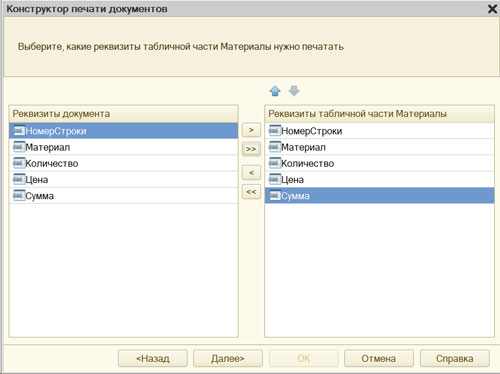 Конструктор печати документов
Выберите, какие реквизиты табличной части Материалы нужно печатать
Реквизиты документа
НомерСтроки
Материал
Количество
Цена
Сумма
>
>>
<
<<
Реквизиты табличной части Материалы
НомерСтроки
Материал
Количество
Цена
Сумма
<Назад
Далее>
ОК
Отмена
Справка